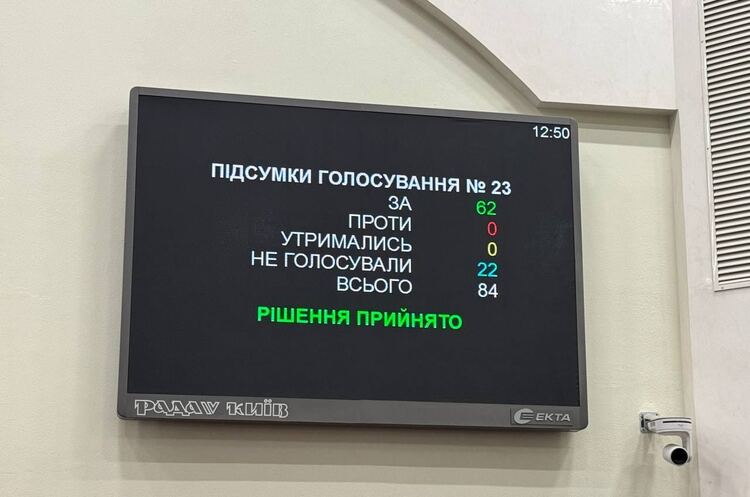 12:50
ПІДСУМКИ ГОЛОСУВАННЯ № 23
ЗА 62
ПРОТИ 0
УТРИМАЛИСЬ 0
НЕ ГОЛОСУВАЛИ 22
ВСЬОГО 84
РІШЕННЯ ПРИЙНЯТО
РАДА V КИЇВ
ЕКТА